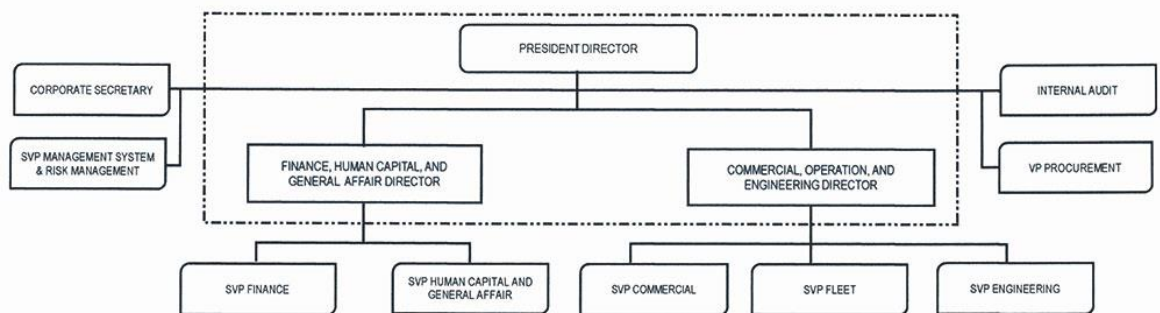 PRESIDENT DIRECTOR
CORPORATE SECRETARY
INTERNAL AUDIT
SVP MANAGEMENT SYSTEM
& RISK MANAGEMENT
FINANCE, HUMAN CAPITAL, AND
GENERAL AFFAIR DIRECTOR
COMMERCIAL, OPERATION, AND
ENGINEERING DIRECTOR
VP PROCUREMENT
SVP FINANCE
SVP HUMAN CAPITAL AND
GENERAL AFFAIR
SVP COMMERCIAL
SVP FLEET
SVP ENGINEERING